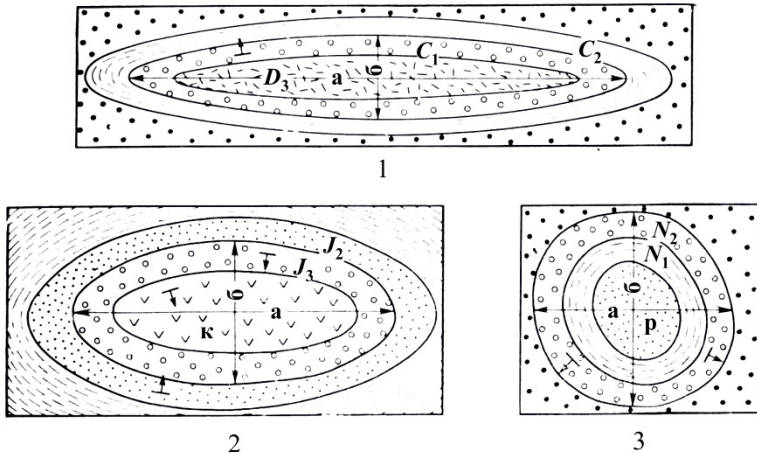 C₂
C₁
D₃
а
б
1
J₂
J₃
к
а
б
2
N₂
N₁
а
б
р
3